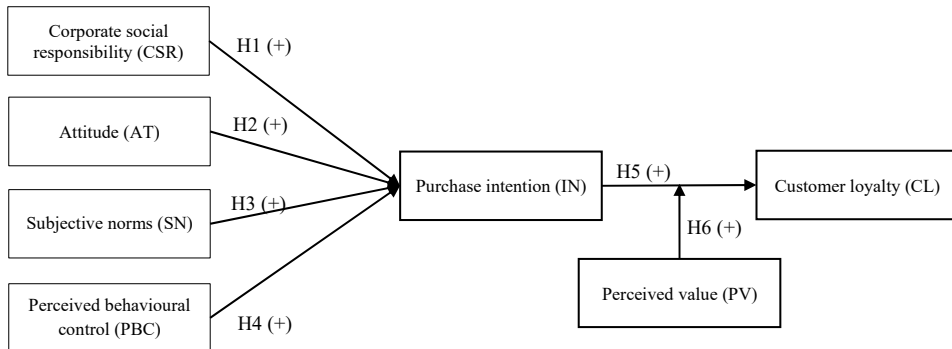 Corporate social
responsibility (CSR)
H1 (+)
Attitude (AT)
H2 (+)
Subjective norms (SN)
H3 (+)
Perceived behavioural
control (PBC)
H4 (+)
Purchase intention (IN)
H5 (+)
Customer loyalty (CL)
H6 (+)
Perceived value (PV)